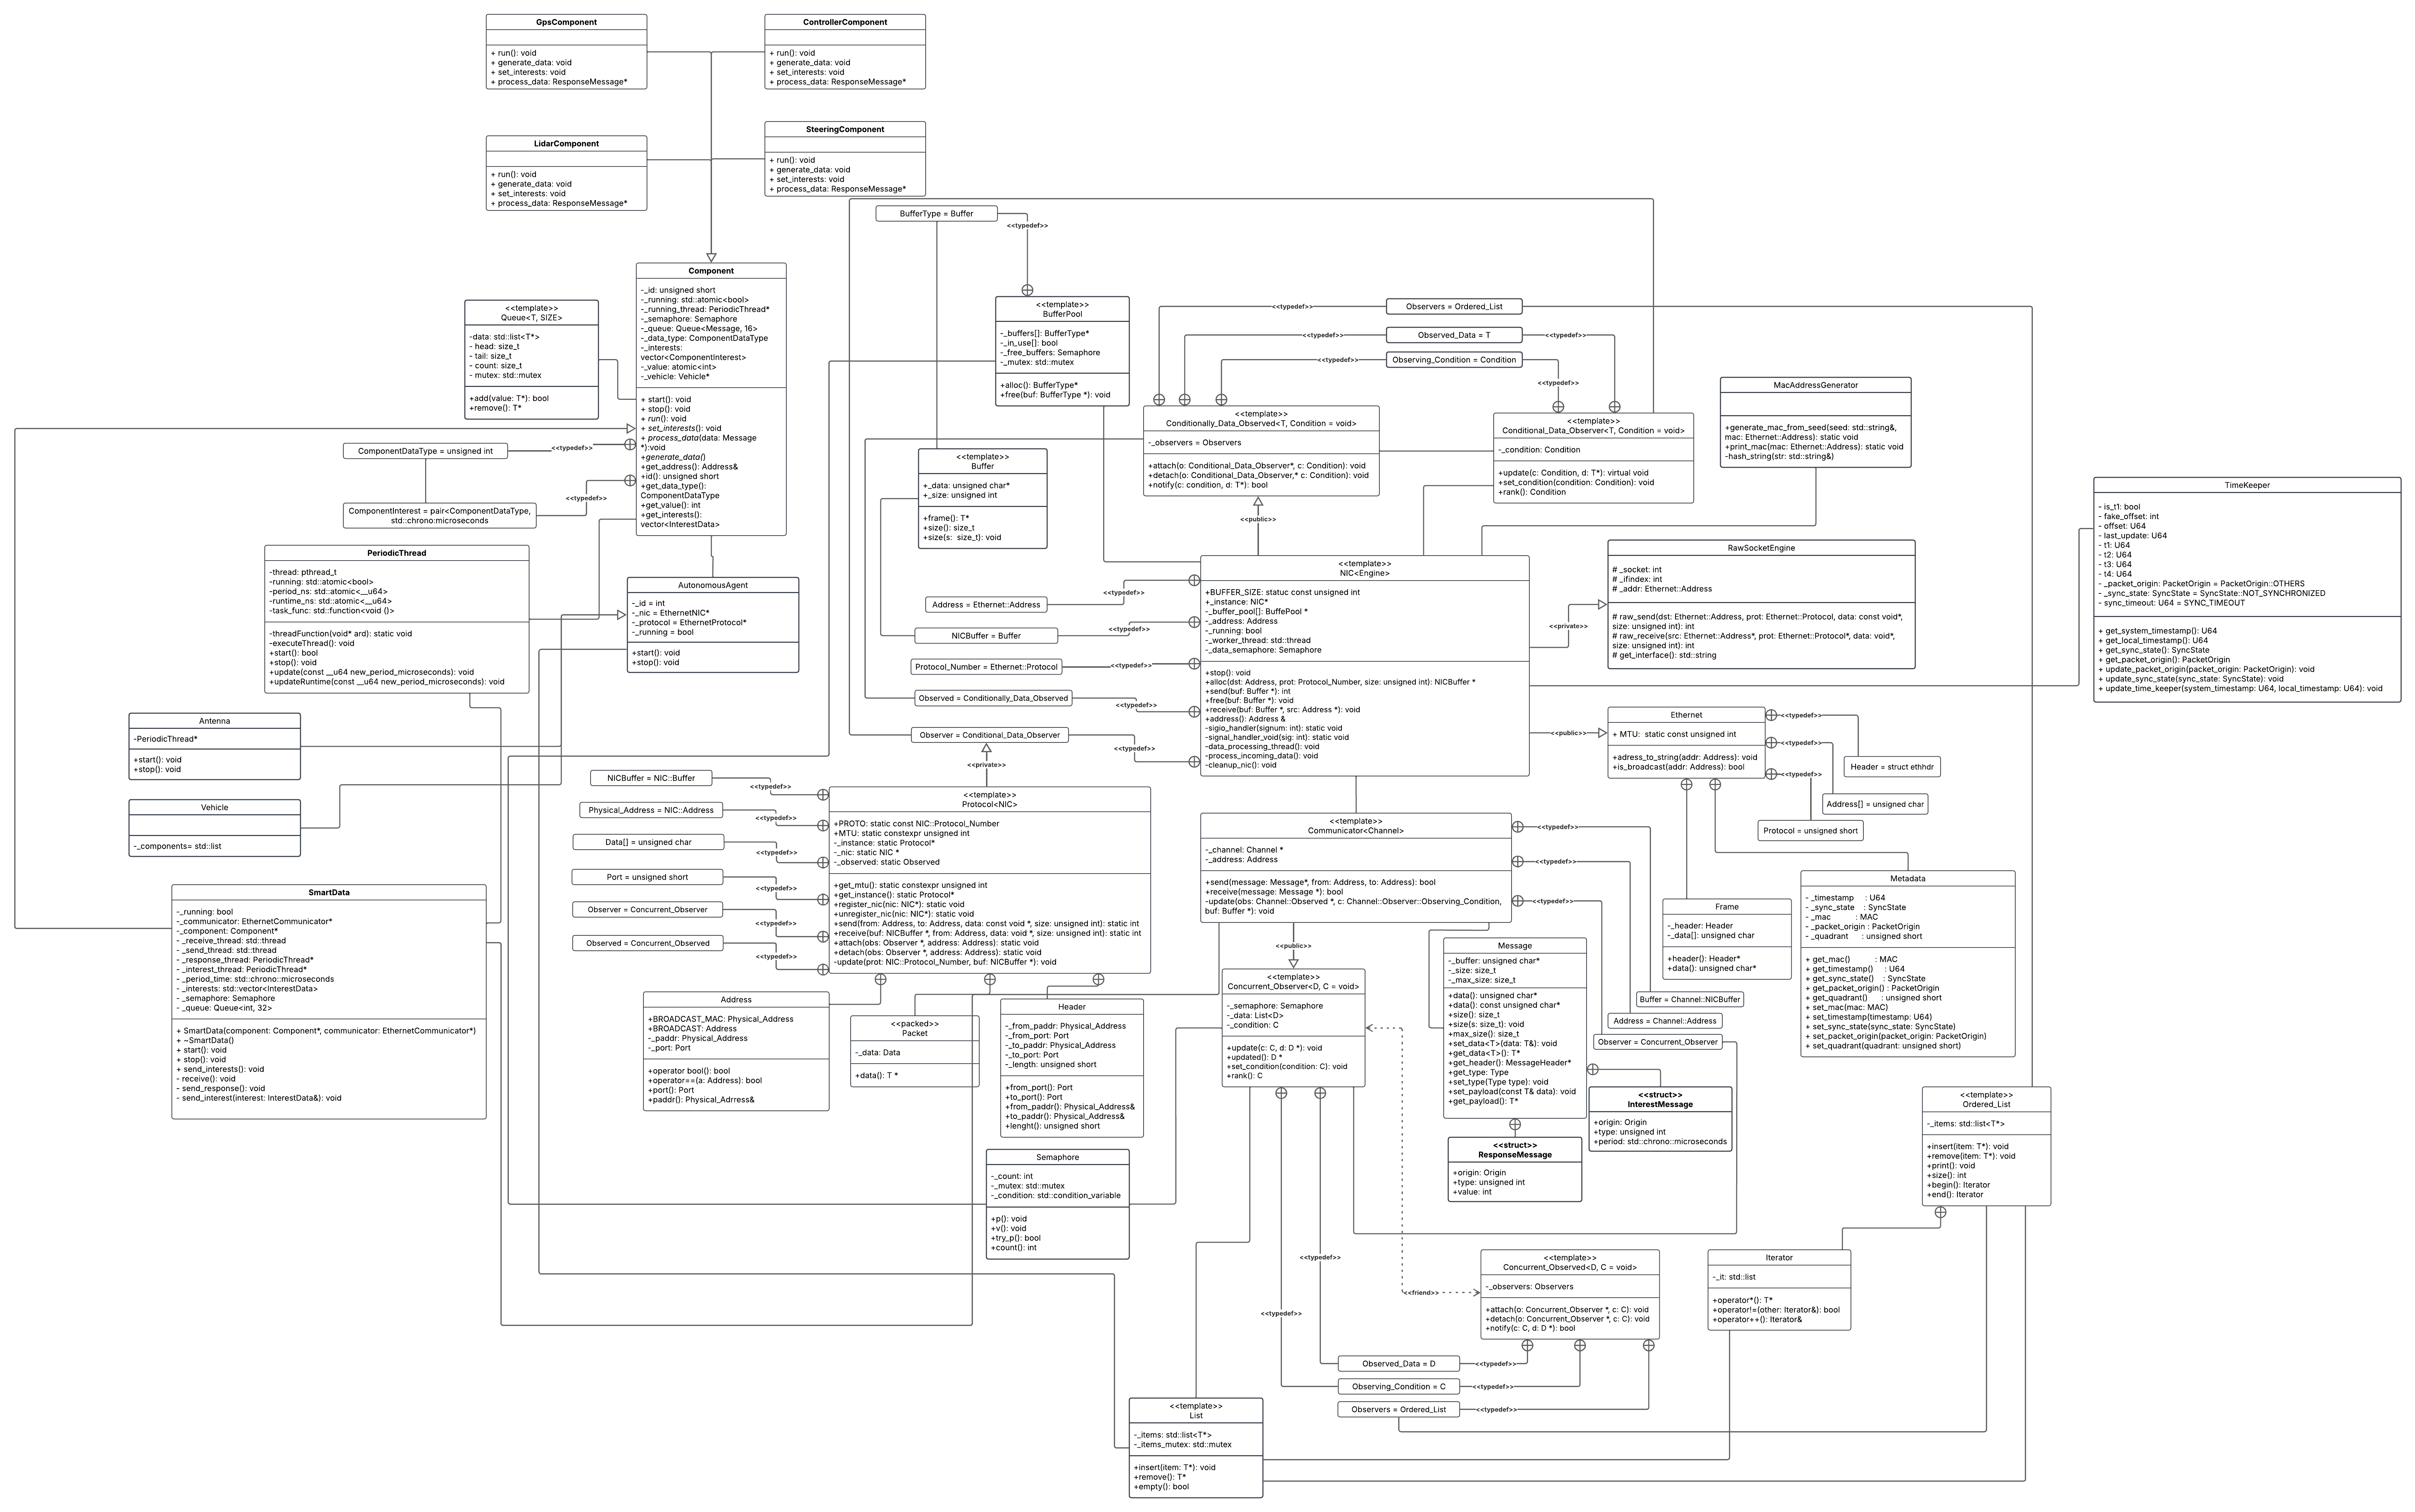 GpsComponent
+ run(): void
+ generate_data: void
+ set_interests: void
+ process_data: ResponseMessage*
ControllerComponent
+ run(): void
+ generate_data: void
+ set_interests: void
+ process_data: ResponseMessage*
LidarComponent
+ run(): void
+ generate_data: void
+ set_interests: void
+ process_data: ResponseMessage*
SteeringComponent
+ run(): void
+ generate_data: void
+ set_interests: void
+ process_data: ResponseMessage*
BufferType = Buffer
<<typedef>>
Component
-_id: unsigned short
-_running: std::atomic<bool>
-_running_thread: PeriodicThread*
-_semaphore: Semaphore
-_queue: Queue<Message, 16>
-_data_type: ComponentDataType
-_interests:
vector<ComponentInterest>
-_value: atomic<int>
-_vehicle: Vehicle*
+ start(): void
+ stop(): void
+ run(): void
+ set_interests(): void
+ process_data(data: Message
*):void
+generate_data()
+get_address(): Address&
+id(): unsigned short
+get_data_type():
ComponentDataType
+get_value(): int
+get_interests():
vector<InterestData>
<<template>>
Queue<T, SIZE>
-data: std::list<T*>
- head: size_t
- tail: size_t
- count: size_t
- mutex: std::mutex
+add(value: T*): bool
+remove(): T*
ComponentDataType = unsigned int
<<typedef>>
ComponentInterest = pair<ComponentDataType,
std::chrono:microseconds
<<typedef>>
<<template>>
BufferPool
-_buffers[]: BufferType*
-_in_use[]: bool
-_free_buffers: Semaphore
-_mutex: std::mutex
+alloc(): BufferType*
+free(buf: BufferType *): void
<<typedef>>
Observers = Ordered_List
<<typedef>>
Observed_Data = T
<<typedef>>
<<typedef>>
Observing_Condition = Condition
<<typedef>>
<<template>>
Conditionally_Data_Observed<T, Condition = void>
-_observers = Observers
+attach(o: Conditional_Data_Observer*, c: Condition): void
+detach(o: Conditional_Data_Observer,* c: Condition): void
+notify(c: condition, d: T*): bool
<<template>>
Conditional_Data_Observer<T, Condition = void>
-_condition: Condition
+update(c: Condition, d: T*): virtual void
+set_condition(condition: Condition): void
+rank(): Condition
MacAddressGenerator
+generate_mac_from_seed(seed: std::string&,
mac: Ethernet::Address): static void
+print_mac(mac: Ethernet::Address): static void
-hash_string(str: std::string&)
<<template>>
Buffer
+_data: unsigned char*
+_size: unsigned int
+frame(): T*
+size(): size_t
+size(s:  size_t): void
<<public>>
TimeKeeper
- is_t1: bool
- fake_offset: int
- offset: U64
- last_update: U64
- t1: U64
- t2: U64
- t3: U64
- t4: U64
- _packet_origin: PacketOrigin = PacketOrigin::OTHERS
- _sync_state: SyncState = SyncState::NOT_SYNCHRONIZED
- sync_timeout: U64 = SYNC_TIMEOUT
+ get_system_timestamp(): U64
+ get_local_timestamp(): U64
+ get_sync_state(): SyncState
+ get_packet_origin(): PacketOrigin
+ update_packet_origin(packet_origin: PacketOrigin): void
+ update_sync_state(sync_state: SyncState): void
+ update_time_keeper(system_timestamp: U64, local_timestamp: U64): void
PeriodicThread
-thread: pthread_t
-running: std::atomic<bool>
-period_ns: std::atomic<__u64>
-runtime_ns: std::atomic<__u64>
-task_func: std::function<void ()>
-threadFunction(void* ard): static void
-executeThread(): void
+start(): bool
+stop(): void
+update(const __u64 new_period_microseconds): void
+updateRuntime(const __u64 new_period_microseconds): void
AutonomousAgent
-_id = int
-_nic = EthernetNIC*
-_protocol = EthernetProtocol*
-_running = bool
+start(): void
+stop(): void
<<template>>
NIC<Engine>
+BUFFER_SIZE: statuc const unsigned int
+_instance: NIC*
-_buffer_pool[]: BuffePool *
-_address: Address
-_running: bool
-_worker_thread: std::thread
-_data_semaphore: Semaphore
+stop(): void
+alloc(dst: Address, prot: Protocol_Number, size: unsigned int): NICBuffer *
+send(buf: Buffer *): int
+free(buf: Buffer *): void
+receive(buf: Buffer *, src: Address *): void
+address(): Address &
-sigio_handler(signum: int): static void
-signal_handler_void(sig: int): static void
-data_processing_thread(): void
-process_incoming_data(): void
-cleanup_nic(): void
Address = Ethernet::Address
<<typedef>>
NICBuffer = Buffer
<<typedef>>
Protocol_Number = Ethernet::Protocol
<<typedef>>
Observed = Conditionally_Data_Observed
<<typedef>>
Observer = Conditional_Data_Observer
<<typedef>>
<<private>>
RawSocketEngine
# _socket: int
# _ifindex: int
# _addr: Ethernet::Address
# raw_send(dst: Ethernet::Address, prot: Ethernet::Protocol, data: const void*,
size: unsigned int): int
# raw_receive(src: Ethernet::Address*, prot: Ethernet::Protocol*, data: void*,
size: unsigned int): int
# get_interface(): std::string
<<private>>
<<public>>
Ethernet
+ MTU:  static const unsigned int
+adress_to_string(addr: Address): void
+is_broadcast(addr: Address): bool
<<typedef>>
<<typedef>>
<<typedef>>
Header = struct ethhdr
Address[] = unsigned char
Protocol = unsigned short
Antenna
-PeriodicThread*
+start(): void
+stop(): void
Vehicle
-_components= std::list
NICBuffer = NIC::Buffer
<<typedef>>
Physical_Address = NIC::Address
<<typedef>>
Data[] = unsigned char
<<typedef>>
Port = unsigned short
<<typedef>>
Observer = Concurrent_Observer
<<typedef>>
Observed = Concurrent_Observed
<<typedef>>
<<template>>
Protocol<NIC>
+PROTO: static const NIC::Protocol_Number
+MTU: static constexpr unsigned int
-_instance: static Protocol*
-_nic: static NIC *
-_observed: static Observed
+get_mtu(): static constexpr unsigned int
+get_instance(): static Protocol*
+register_nic(nic: NIC*): static void
+unregister_nic(nic: NIC*): static void
+send(from: Address, to: Address, data: const void *, size: unsigned int): static int
+receive(buf: NICBuffer *, from: Address, data: void *, size: unsigned int): static int
+attach(obs: Observer *, address: Address): static void
+detach(obs: Observer *, address: Address): static void
-update(prot: NIC::Protocol_Number, buf: NICBuffer *): void
<<template>>
Communicator<Channel>
-_channel: Channel *
-_address: Address
+send(message: Message*, from: Address, to: Address): bool
+receive(message: Message *): bool
-update(obs: Channel::Observed *, c: Channel::Observer::Observing_Condition,
buf: Buffer *): void
<<typedef>>
<<typedef>>
<<typedef>>
<<public>>
SmartData
-_running: bool
-_communicator: EthernetCommunicator*
-_component: Component*
- _receive_thread: std::thread
- _send_thread: std::thread
- _response_thread: PeriodicThread*
- _interest_thread: PeriodicThread*
- _period_time: std::chrono::microseconds
- _interests: std::vector<InterestData>
- _semaphore: Semaphore
- _queue: Queue<int, 32>
+ SmartData(component: Component*, communicator: EthernetCommunicator*)
+ ~SmartData()
+ start(): void
+ stop(): void
+ send_interests(): void
- receive(): void
- send_response(): void
- send_interest(interest: InterestData&): void
Frame
-_header: Header
-_data[]: unsigned char
+header(): Header*
+data(): unsigned char*
Metadata
- _timestamp : U64
- _sync_state : SyncState
- _mac : MAC
- _packet_origin : PacketOrigin
- _quadrant : unsigned short
+ get_mac() : MAC
+ get_timestamp() : U64
+ get_sync_state() : SyncState
+ get_packet_origin() : PacketOrigin
+ get_quadrant() : unsigned short
+ set_mac(mac: MAC)
+ set_timestamp(timestamp: U64)
+ set_sync_state(sync_state: SyncState)
+ set_packet_origin(packet_origin: PacketOrigin)
+ set_quadrant(quadrant: unsigned short)
Buffer = Channel::NICBuffer
Address = Channel::Address
Observer = Concurrent_Observer
Address
+BROADCAST_MAC: Physical_Address
+BROADCAST: Address
-_paddr: Physical_Address
-_port: Port
+operator bool(): bool
+operator==(a: Address): bool
+port(): Port
+paddr(): Physical_Adrress&
<<packed>>
Packet
-_data: Data
+data(): T *
Header
-_from_paddr: Physical_Address
-_from_port: Port
-_to_paddr: Physical_Address
-_to_port: Port
-_length: unsigned short
+from_port(): Port
+to_port(): Port
+from_paddr(): Physical_Address&
+to_paddr(): Physical_Address&
+lenght(): unsigned short
<<template>>
Concurrent_Observer<D, C = void>
-_semaphore: Semaphore
-_data: List<D>
-_condition: C
+update(c: C, d: D *): void
+updated(): D *
+set_condition(condition: C): void
+rank(): C
Message
-_buffer: unsigned char*
-_size: size_t
-_max_size: size_t
+data(): unsigned char*
+data(): const unsigned char*
+size(): size_t
+size(s: size_t): void
+max_size(): size_t
+set_data<T>(data: T&): void
+get_data<T>(): T*
+get_header(): MessageHeader*
+get_type: Type
+set_type(Type type): void
+set_payload(const T& data): void
+get_payload(): T*
<<struct>>
InterestMessage
+origin: Origin
+type: unsigned int
+period: std::chrono::microseconds
<<struct>>
ResponseMessage
+origin: Origin
+type: unsigned int
+value: int
<<template>>
Ordered_List
-_items: std::list<T*>
+insert(item: T*): void
+remove(item: T*): void
+print(): void
+size(): int
+begin(): Iterator
+end(): Iterator
Semaphore
-_count: int
-_mutex: std::mutex
-_condition: std::condition_variable
+p(): void
+v(): void
+try_p(): bool
+count(): int
<<typedef>>
<<typedef>>
<<friend>>
<<template>>
Concurrent_Observed<D, C = void>
-_observers: Observers
+attach(o: Concurrent_Observer *, c: C): void
+detach(o: Concurrent_Observer *, c: C): void
+notify(c: C, d: D *): bool
Iterator
-_it: std::list
+operator*(): T*
+operator!=(other: Iterator&): bool
+operator++(): Iterator&
Observed_Data = D
<<typedef>>
Observing_Condition = C
<<typedef>>
Observers = Ordered_List
<<typedef>>
<<template>>
List
-_items: std::list<T*>
-_items_mutex: std::mutex
+insert(item: T*): void
+remove(): T*
+empty(): bool